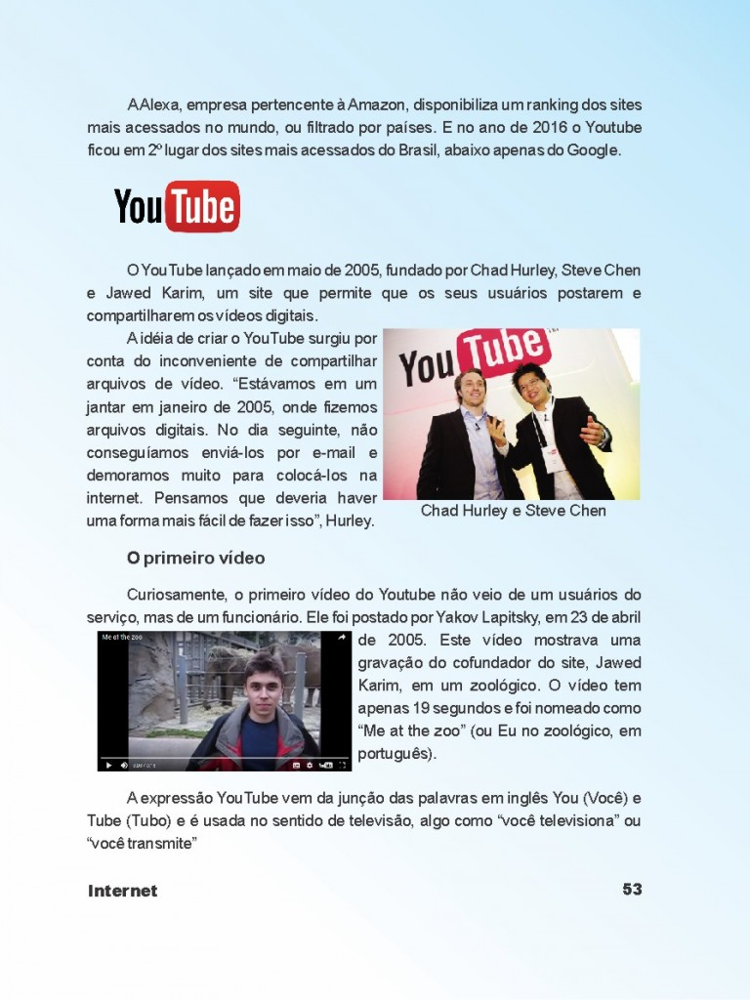 A Alexa, empresa pertencente à Amazon, disponibiliza um ranking dos sites
mais acessados no mundo, ou filtrado por países. E no ano de 2016 o Youtube
ficou em 2º lugar dos sites mais acessados do Brasil, abaixo apenas do Google.
YouTube
O YouTube lançado em maio de 2005, fundado por Chad Hurley, Steve Chen
e Jawed Karim, um site que permite que os seus usuários postarem e
compartilharem os vídeos digitais.
A idéia de criar o YouTube surgiu por
conta do inconveniente de compartilhar
arquivos de vídeo. “Estávamos em um
jantar em janeiro de 2005, onde fizemos
arquivos digitais. No dia seguinte, não
conseguíamos enviá-los por e-mail e
demoramos muito para colocá-los na
internet. Pensamos que deveria haver
uma forma mais fácil de fazer isso”, Hurley.
YouTube
Chad Hurley e Steve Chen
O primeiro vídeo
Curiosamente, o primeiro vídeo do Youtube não veio de um usuários do
serviço, mas de um funcionário. Ele foi postado por Yakov Lapitsky, em 23 de abril
Me at the zoo
de 2005. Este vídeo mostrava uma
gravação do cofundador do site, Jawed
Karim, em um zoológico. O vídeo tem
apenas 19 segundos e foi nomeado como
“Me at the zoo” (ou Eu no zoológico, em
português).
A expressão YouTube vem da junção das palavras em inglês You (Você) e
Tube (Tubo) e é usada no sentido de televisão, algo como “você televisiona” ou
“você transmite”
Internet 53